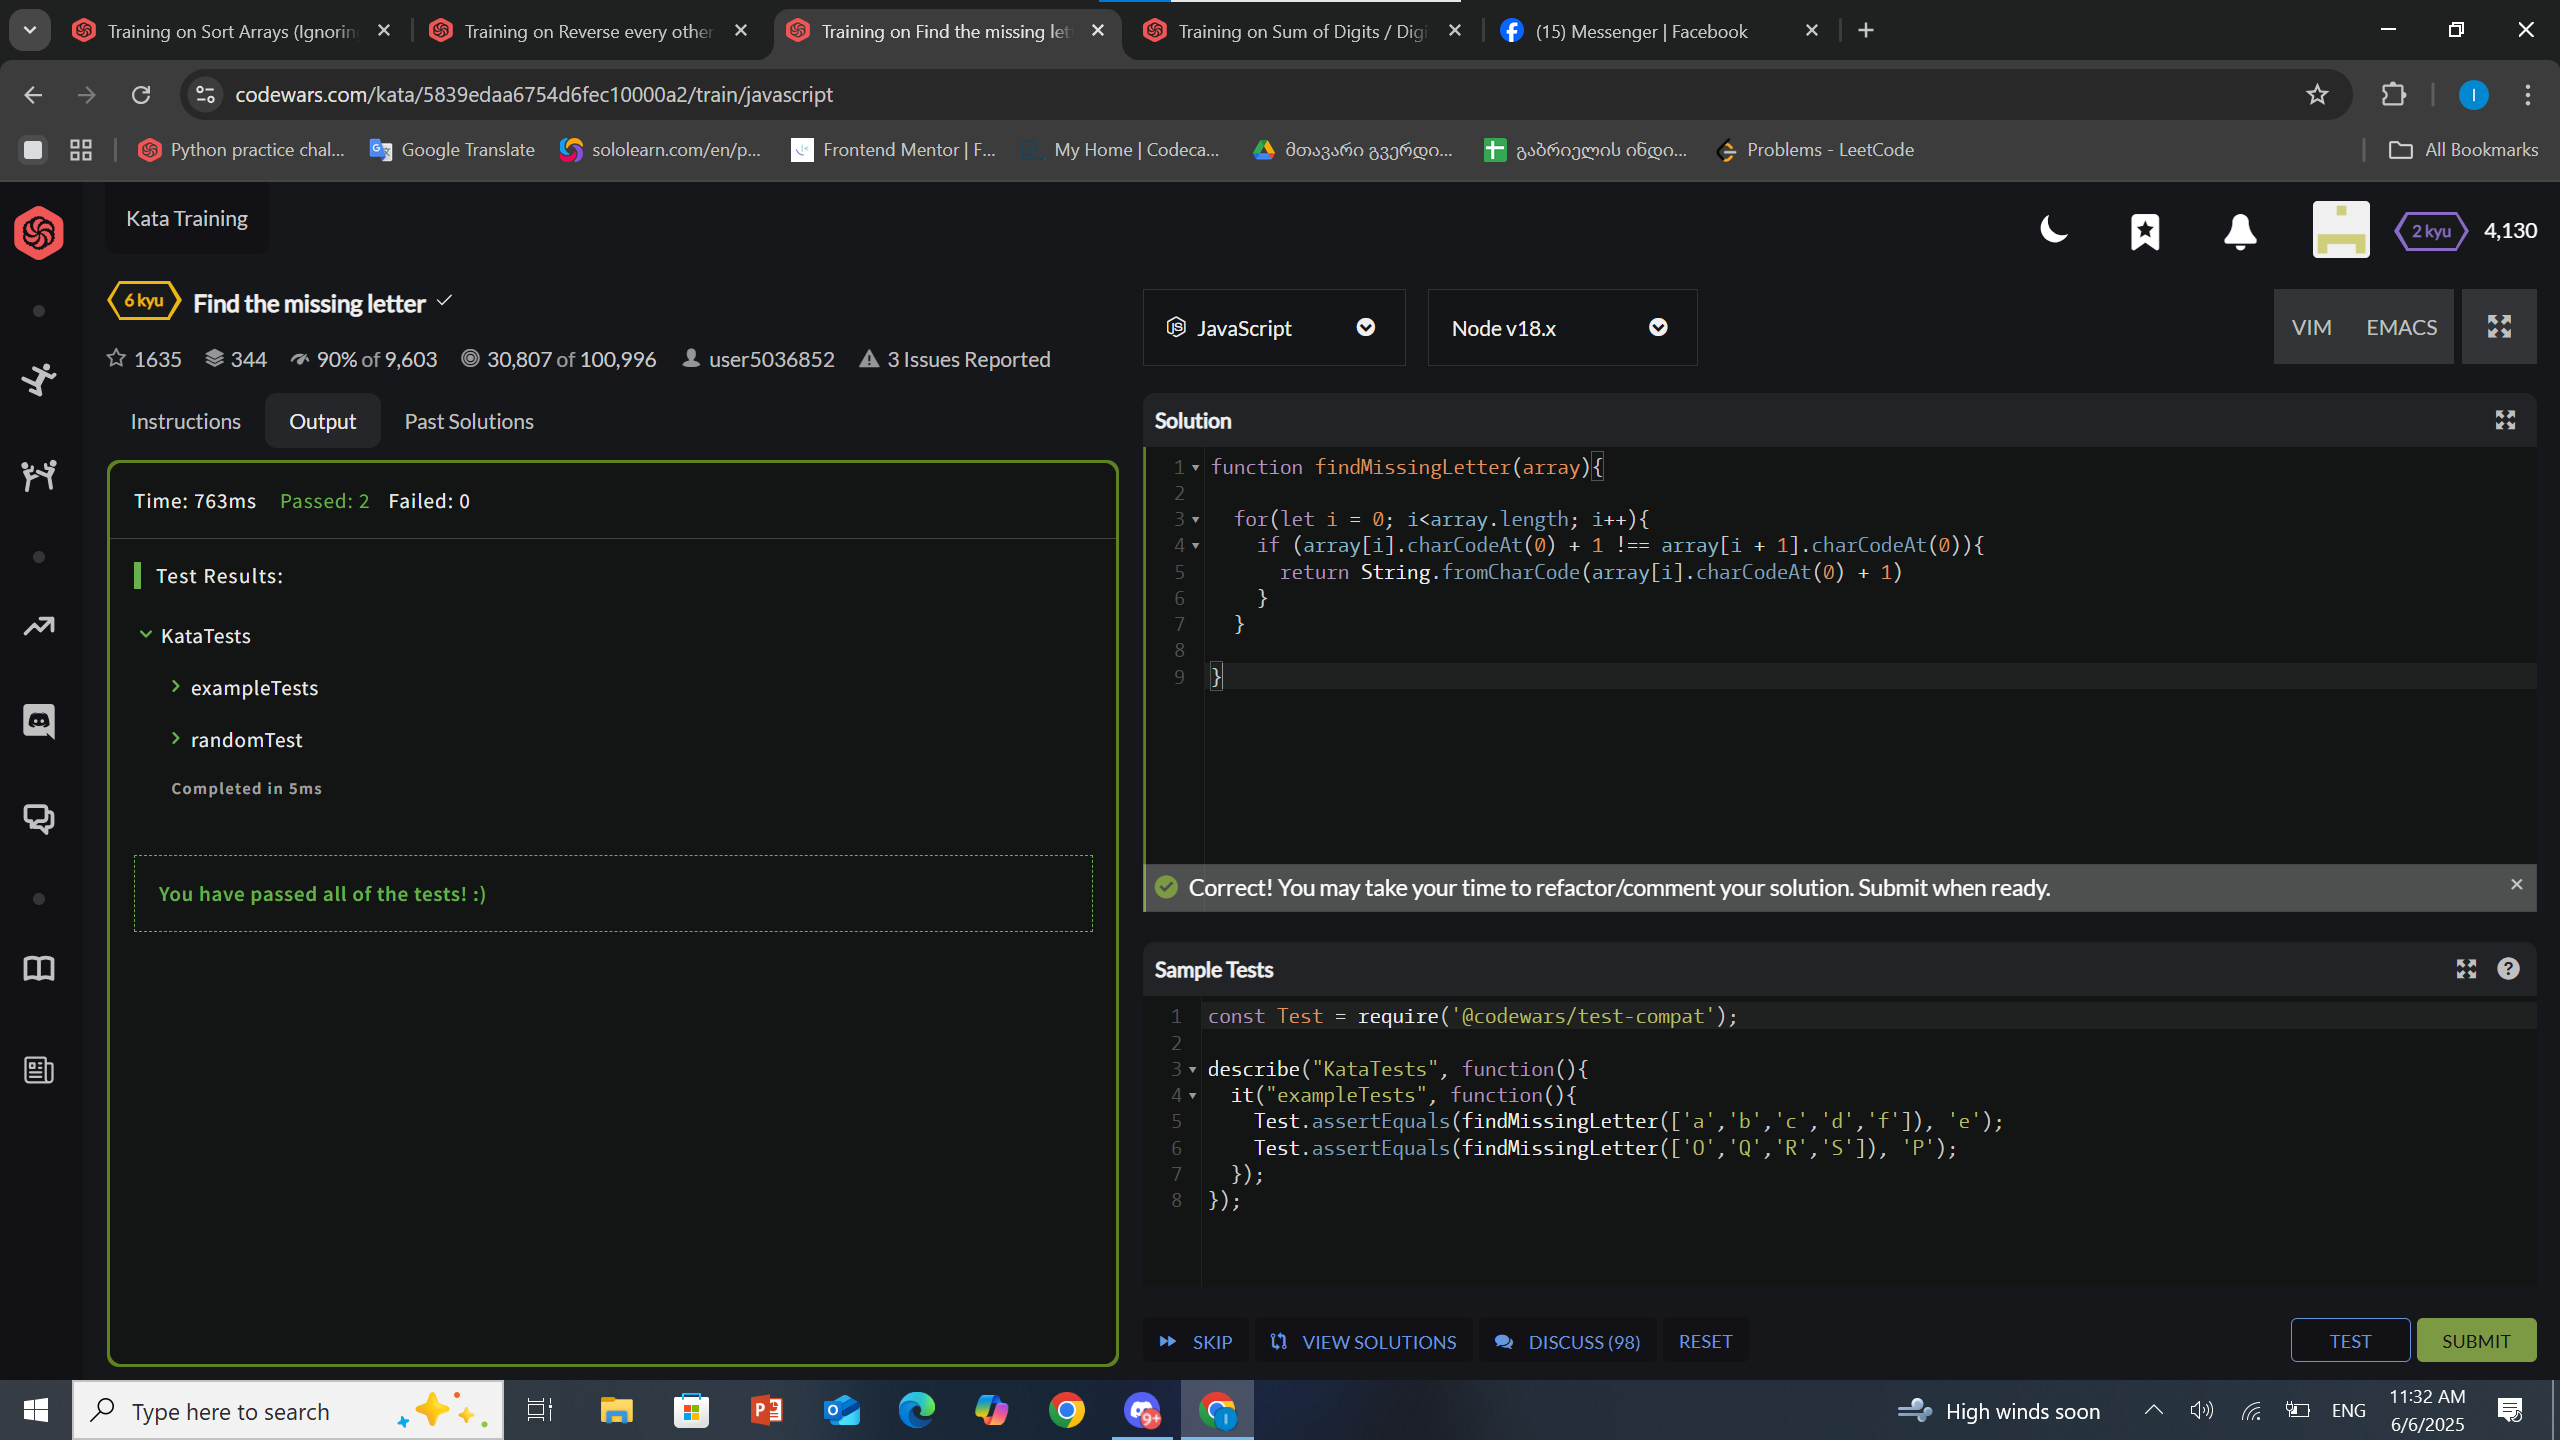 Training on Sort Arrays (Ignorin
Training on Reverse every other
Training on Find the missing let
Training on Sum of Digits / Digi
(15) Messenger | Facebook
codewars.com/kata/5839edaa6754d6fec10000a2/train/javascript
I
Python practice chal...
Google Translate
sololearn.com/en/p...
Frontend Mentor | F...
My Home | Codeca...
მთავარი გვერდი...
გაბრიელის ინდი...
Problems - LeetCode
All Bookmarks
Kata Training
2 kyu
4,130
6 kyu
Find the missing letter
1635
344
90% of 9,603
30,807 of 100,996
user5036852
3 Issues Reported
JavaScript
Node v18.x
VIM
EMACS
Instructions
Output
Past Solutions
Time: 763ms
Passed: 2
Failed: 0
Test Results:
KataTests
exampleTests
randomTest
Completed in 5ms
You have passed all of the tests! :)
Solution
1 function findMissingLetter(array){
2
3 for(let i = 0; i<array.length; i++){
4 if (array[i].charCodeAt(0) + 1 !== array[i + 1].charCodeAt(0)){
5 return String.fromCharCode(array[i].charCodeAt(0) + 1)
6 }
7 }
8
9 }
Correct! You may take your time to refactor/comment your solution. Submit when ready.
Sample Tests
1 const Test = require('@codewars/test-compat');
2
3 describe("KataTests", function(){
4 it("exampleTests", function(){
5 Test.assertEquals(findMissingLetter(['a','b','c','d','f']), 'e');
6 Test.assertEquals(findMissingLetter(['O','Q','R','S']), 'P');
7 });
8 });
SKIP
VIEW SOLUTIONS
DISCUSS (98)
RESET
TEST
SUBMIT
Type here to search
9+
High winds soon
ENG
11:32 AM
6/6/2025